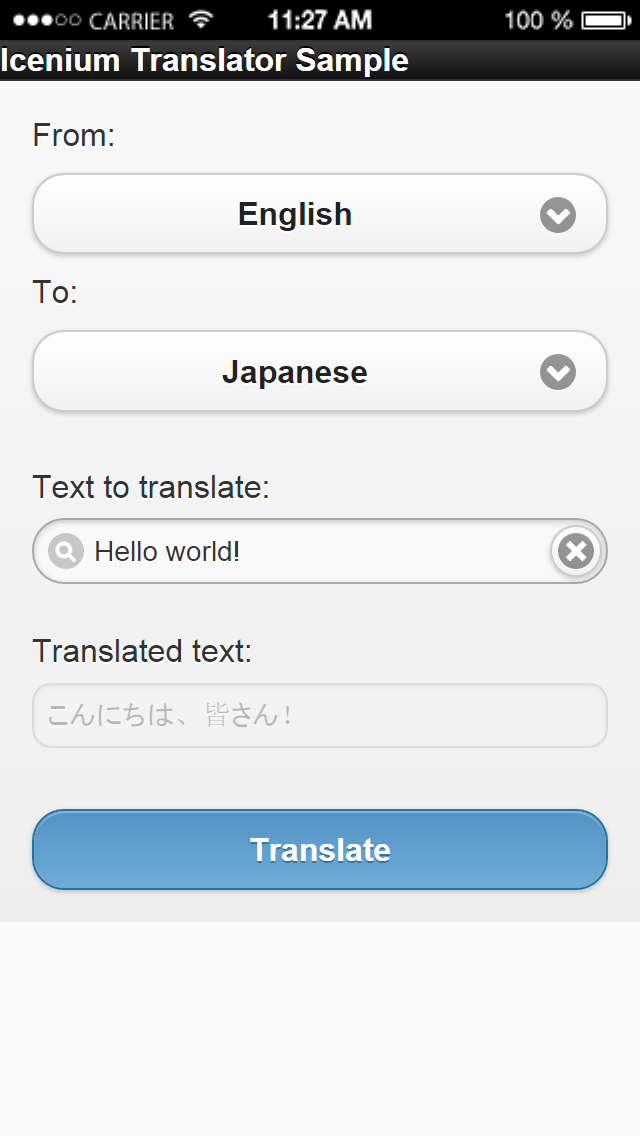 CARRIER 11:27 AM 100 %
Icenium Translator Sample
From:
English
To:
Japanese
Text to translate:
Hello world!
Translated text:
こんにちは、皆さん!
Translate